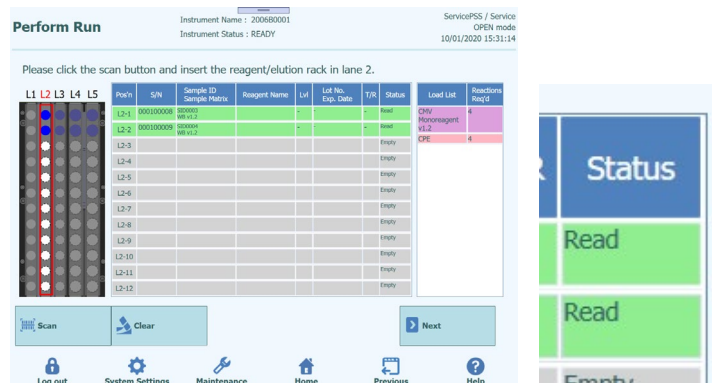 Perform Run
Instrument Name : 2006B0001
Instrument Status : READY
ServicePSS / Service
OPEN mode
10/01/2020 15:31:14
Please click the scan button and insert the reagent/elution rack in lane 2.
L1 L2 L3 L4 L5
Pos'n S/N Sample ID Sample Matrix Reagent Name Lvl Lot No. Exp. Date T/R Status
L2-1 000100008 SID0003 WB v1.2 - - - Read
L2-2 000100009 SID0004 WB v1.2 - - - Read
L2-3 Empty
L2-4 Empty
L2-5 Empty
L2-6 Empty
L2-7 Empty
L2-8 Empty
L2-9 Empty
L2-10 Empty
L2-11 Empty
L2-12 Empty
Load List Reactions Req'd
CMV Monoreagent v1.2 4
CPE 4
Scan
Clear
Next
Log out
System Settings
Maintenance
Home
Previous
Help
Status
Read
Read
Empty